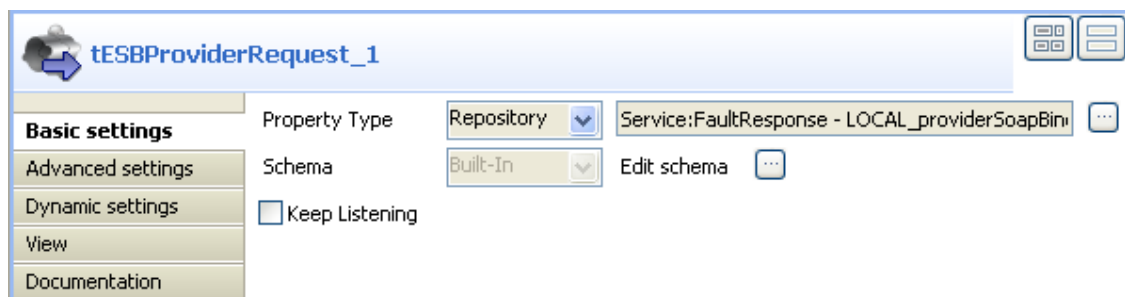 tESBProviderRequest_1
Basic settings
Advanced settings
Dynamic settings
View
Documentation
Property Type Repository Service:FaultResponse - LOCAL_providerSoapBin
Schema Built-In Edit schema
Keep Listening